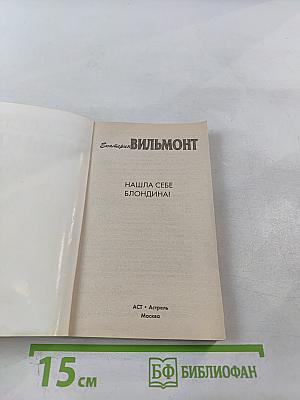 Екатерина ВИЛЬМОНТ
НАШЛА СЕБЕ
БЛОНДИНА!
АСТ • Астрель
Москва
15 см
БФ БИБЛИОФАН